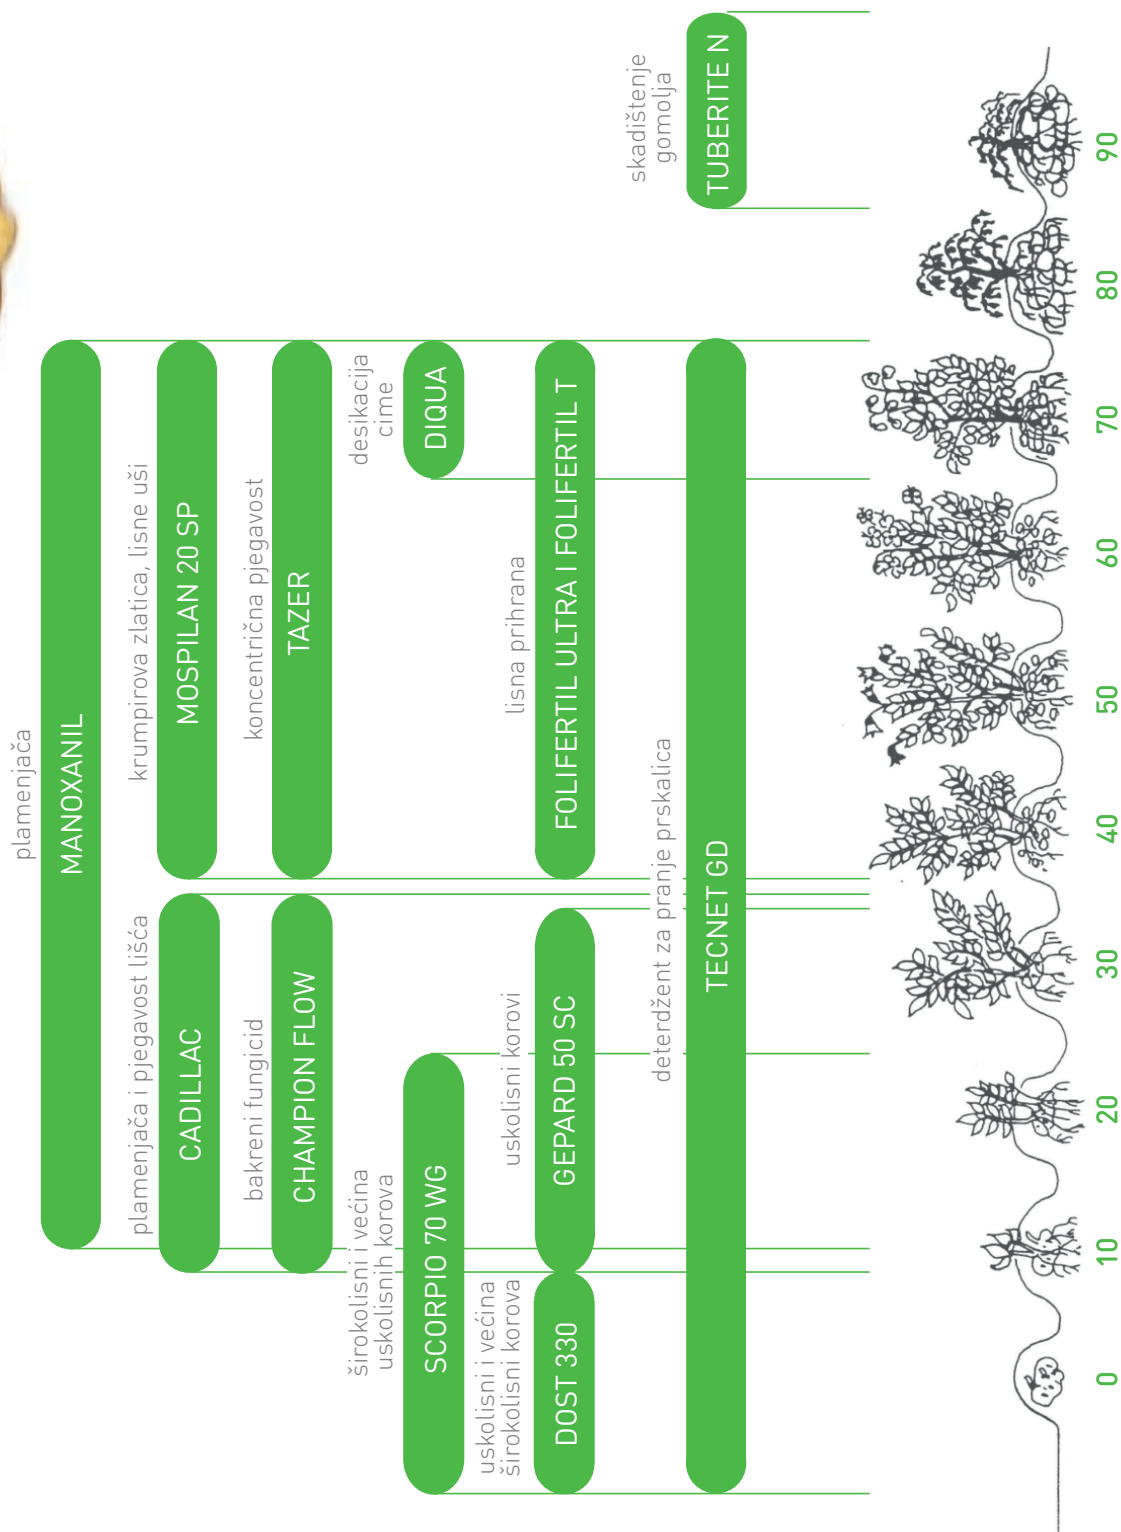 plamenjača
MANOXANIL
plamenjača i pjegavost lišća
CADILLAC
krumpirova zlatica, lisne uši
MOSPILAN 20 SP
bakreni fungicid
CHAMPION FLOW
koncentrična pjegavost
TAZER
širokolisni i većina
uskolisnih korova
SCORPIO 70 WG
desikacija
cime
DIQUA
uskolisni i većina
širokolisni korova
DOST 330
uskolisni korovi
GEPARD 50 SC
lisna prihrana
FOLIFERTIL ULTRA I FOLIFERTIL T
deterdžent za pranje prskalica
TECNET GD
skadištenje
gomolja
TUBERITE N
0
10
20
30
40
50
60
70
80
90